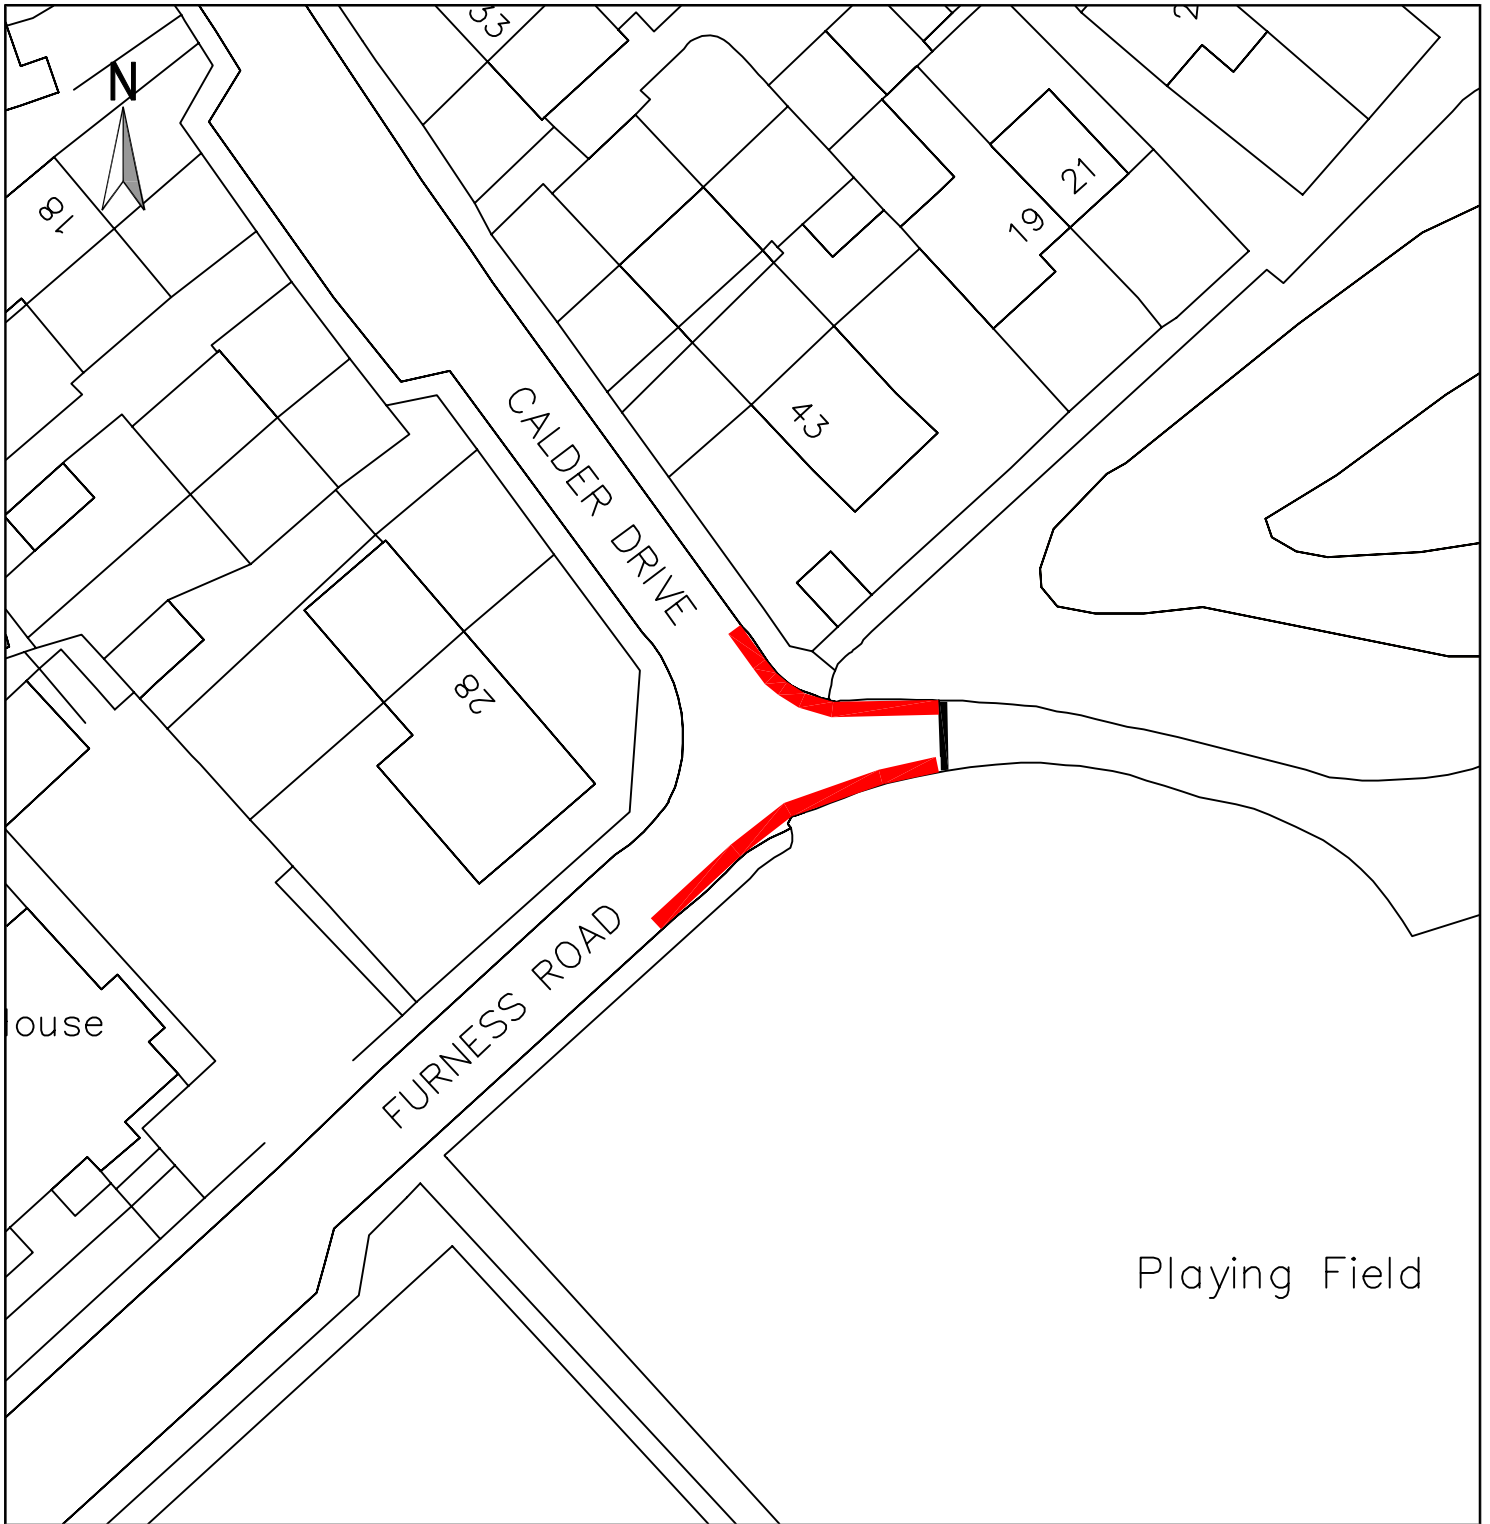 33
N
18
21
19
43
CALDER DRIVE
28
FURNESS ROAD
ouse
Playing Field